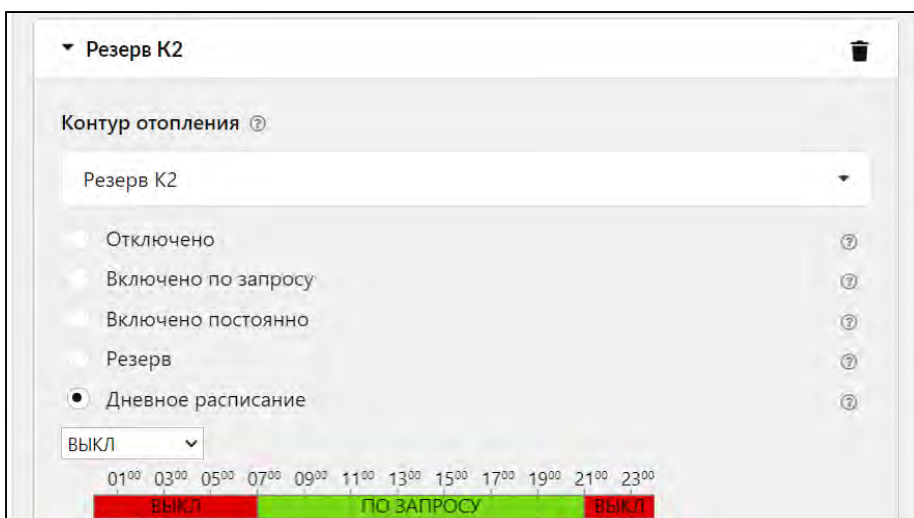 Резерв К2
Контур отопления ?
Резерв К2
Отключено ?
Включено по запросу ?
Включено постоянно ?
Резерв ?
Дневное расписание ?
ВЫКЛ
01⁰⁰ 03⁰⁰ 05⁰⁰ 07⁰⁰ 09⁰⁰ 11⁰⁰ 13⁰⁰ 15⁰⁰ 17⁰⁰ 19⁰⁰ 21⁰⁰ 23⁰⁰
ВЫКЛ ПО ЗАПРОСУ ВЫКЛ